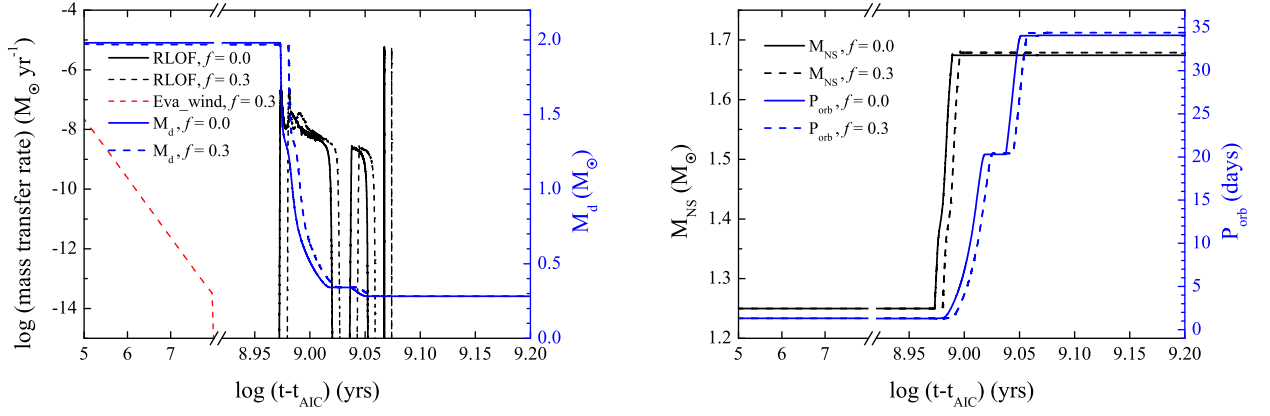 log (mass transfer rate) (M☉ yr⁻¹)
-4
-6
-8
-10
-12
-14
RLOF, f = 0.0
RLOF, f = 0.3
Eva_wind, f = 0.3
M_d, f = 0.0
M_d, f = 0.3
2.0
1.5
1.0
0.5
0.0
M_d (M☉)
5 6 7 8.95 9.00 9.05 9.10 9.15 9.20
log (t-t_AIC) (yrs)
M_NS (M☉)
1.7
1.6
1.5
1.4
1.3
1.2
M_NS, f = 0.0
M_NS, f = 0.3
P_orb, f = 0.0
P_orb, f = 0.3
35
30
25
20
15
10
5
0
P_orb (days)
5 6 7 8.95 9.00 9.05 9.10 9.15 9.20
log (t-t_AIC) (yrs)